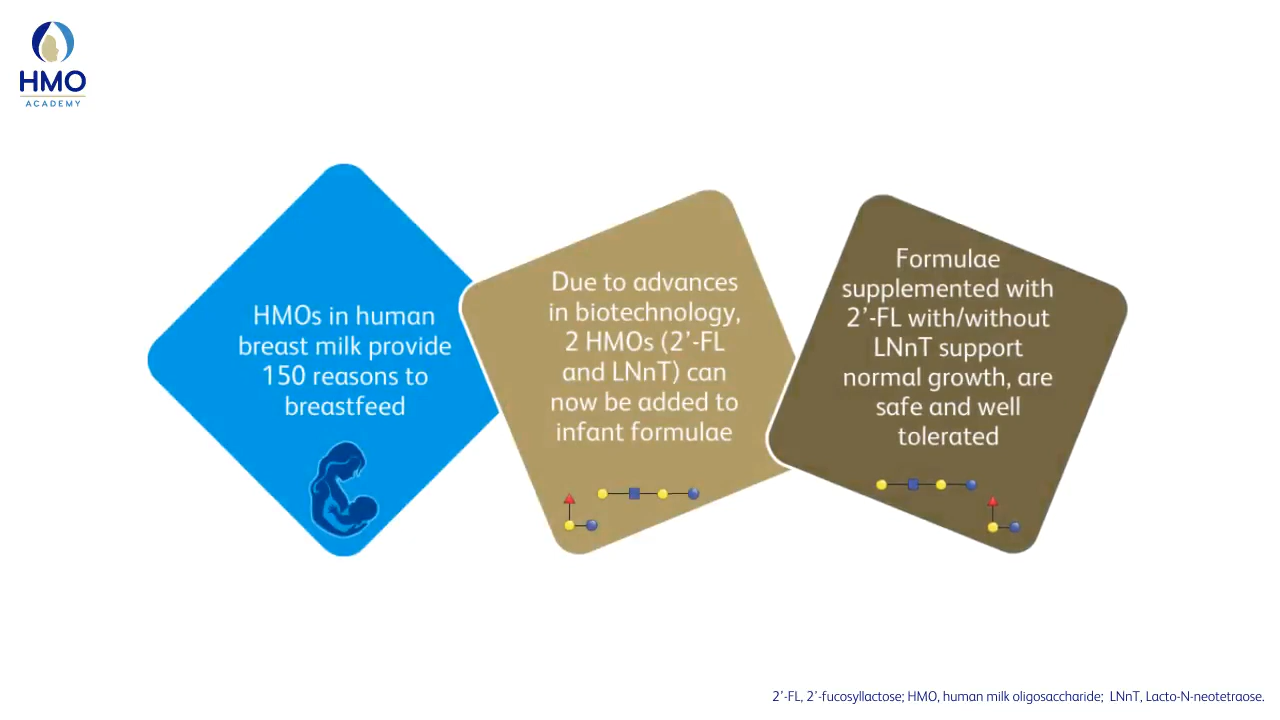 HMO
ACADEMY
HMOs in human
breast milk provide
150 reasons to
breastfeed
Due to advances
in biotechnology,
2 HMOs (2’-FL
and LNnT) can
now be added to
infant formulae
Formulae
supplemented with
2’-FL with/without
LNnT support
normal growth, are
safe and well
tolerated
2’-FL, 2’-fucosyllactose; HMO, human milk oligosaccharide; LNnT, Lacto-N-neotetraose.